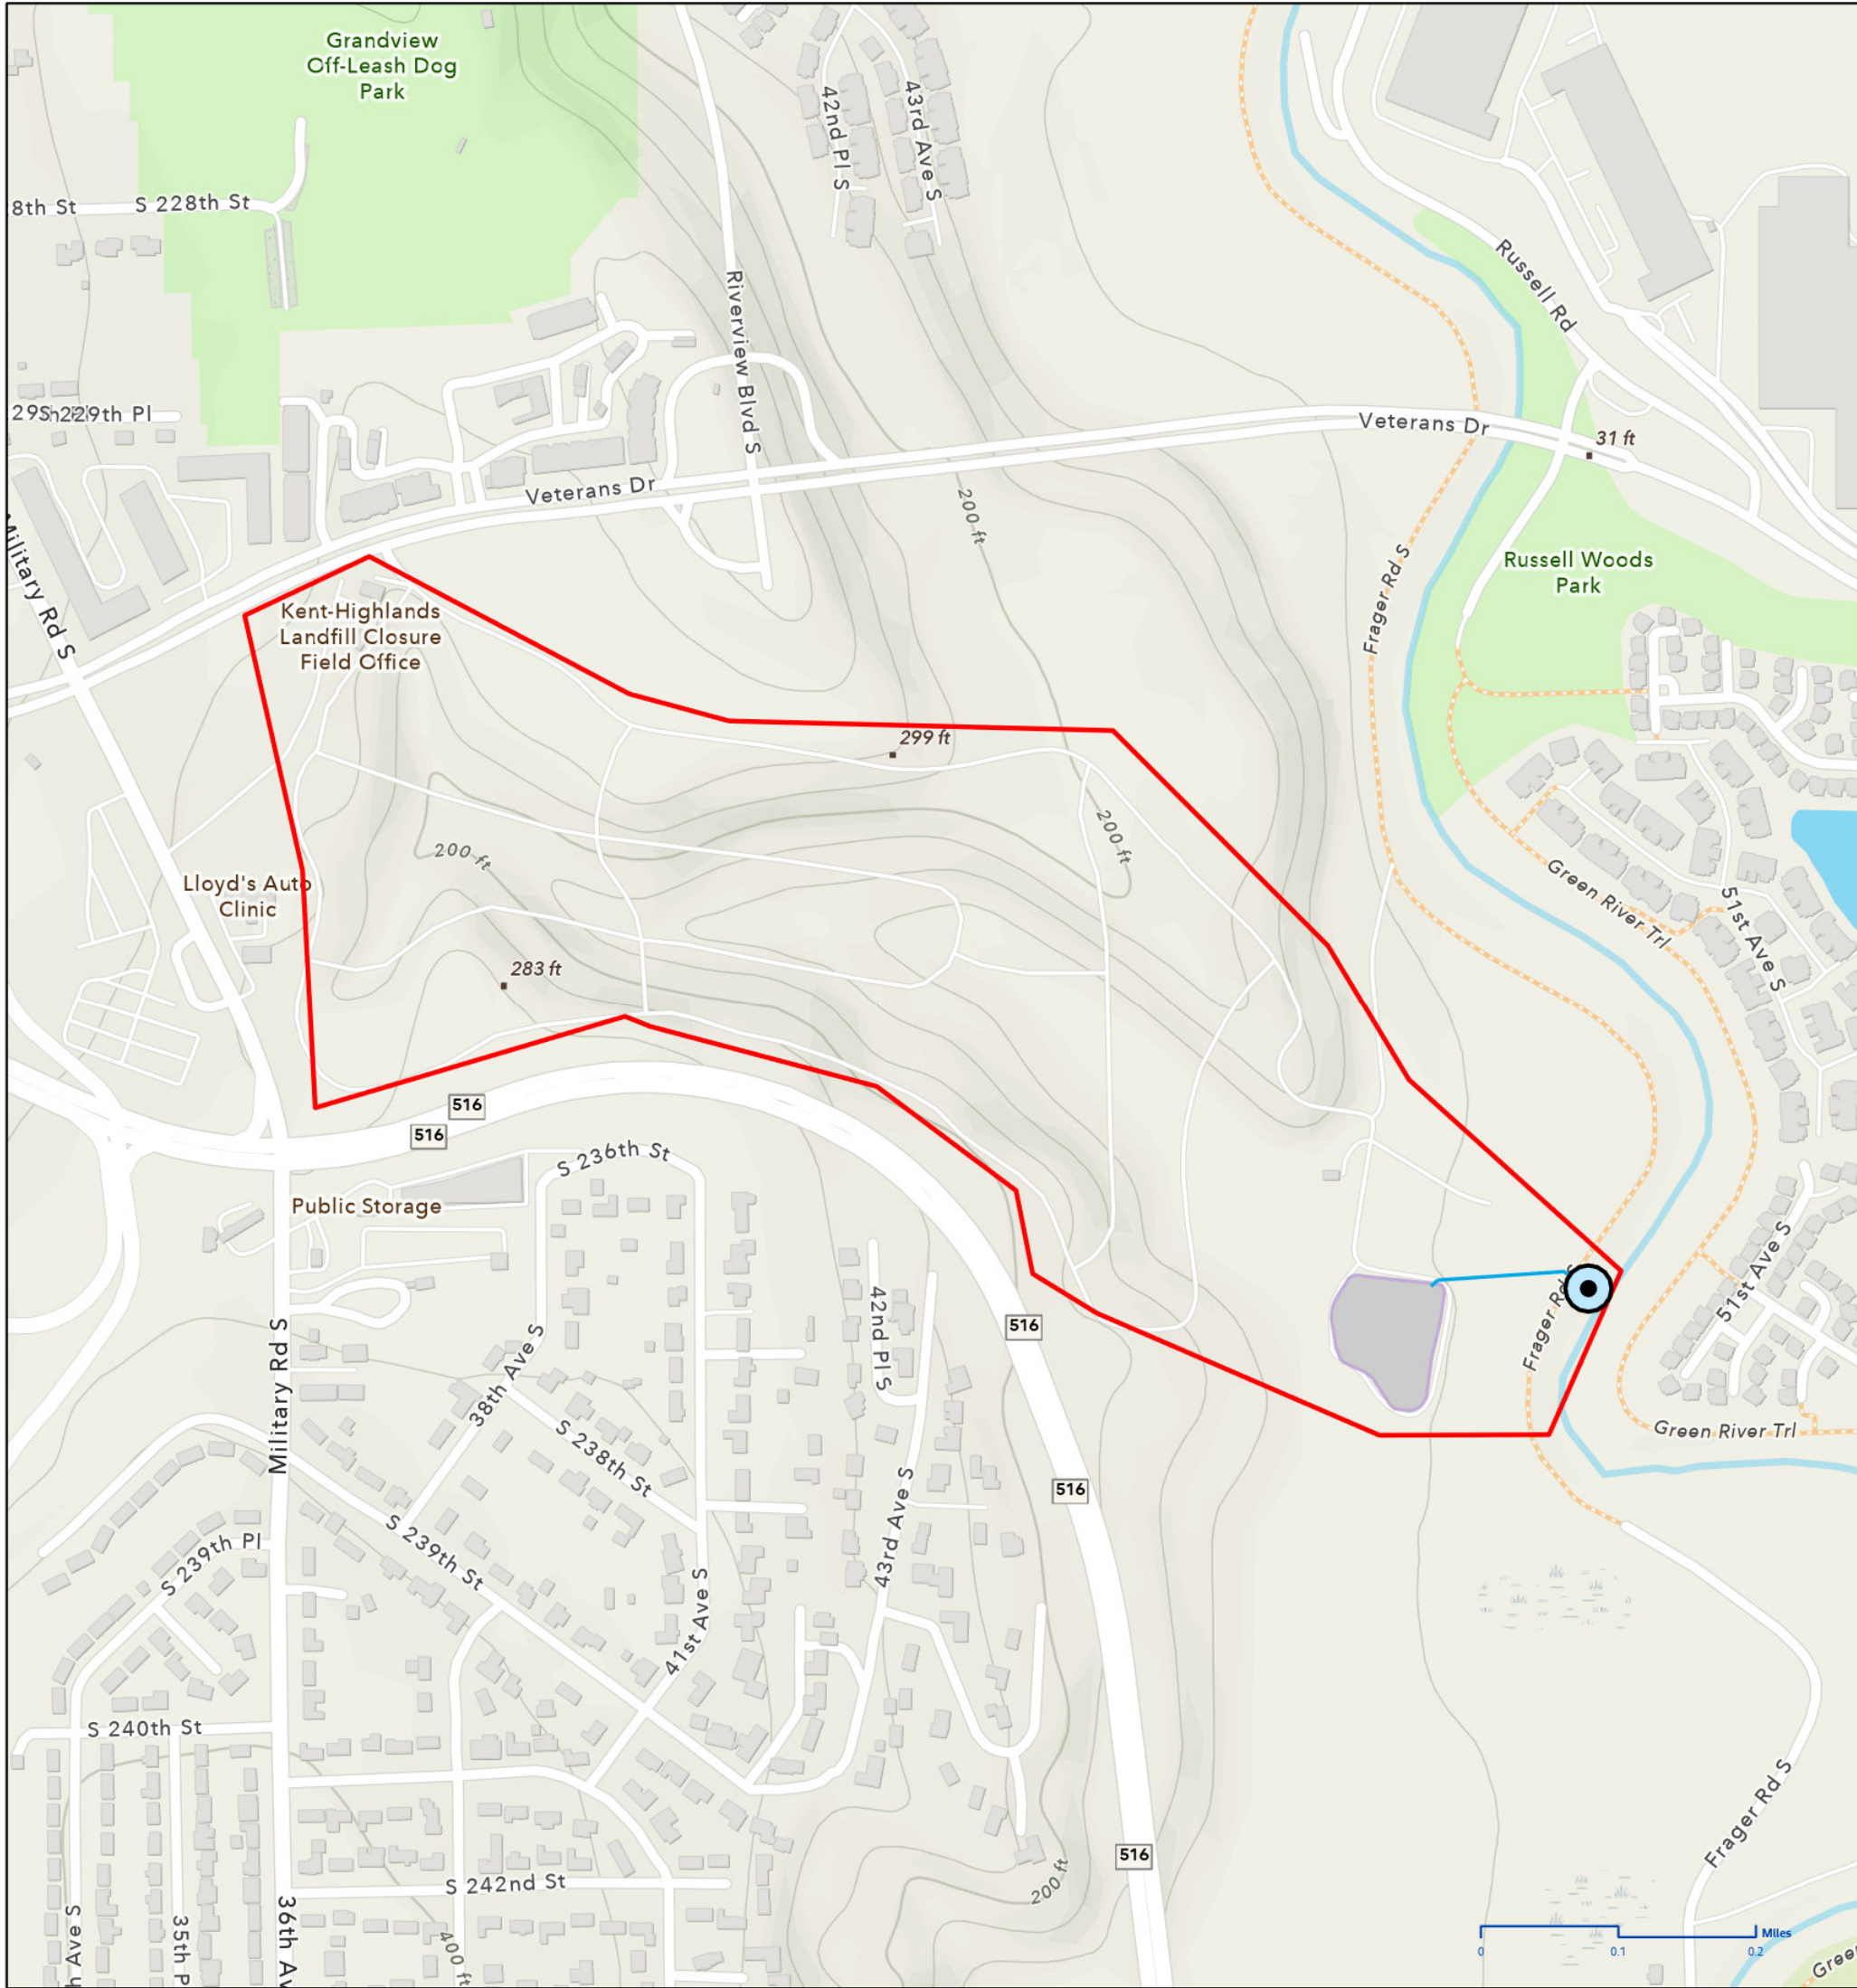 Grandview
Off-Leash Dog
Park
42nd Pl S
43rd Ave S
8th St
S 228th St
Riverview Blvd S
Russell Rd
S 229th Pl
Veterans Dr
31 ft
Veterans Dr
200 ft
Military Rd S
Frager Rd S
Russell Woods
Park
Kent-Highlands
Landfill Closure
Field Office
299 ft
200 ft
200 ft
Lloyd's Auto
Clinic
Green River Trl
51st Ave S
283 ft
516
516
S 236th St
Public Storage
51st Ave S
Frager Rd S
42nd Pl S
516
Military Rd S
38th Ave S
S 238th St
Green River Trl
516
43rd Ave S
S 239th Pl
S 239th St
41st Ave S
S 240th St
Frager Rd S
516
S 242nd St
200 ft
h Ave S
35th P
36th Av
400 ft
Miles
0
0.1
0.2
Gree